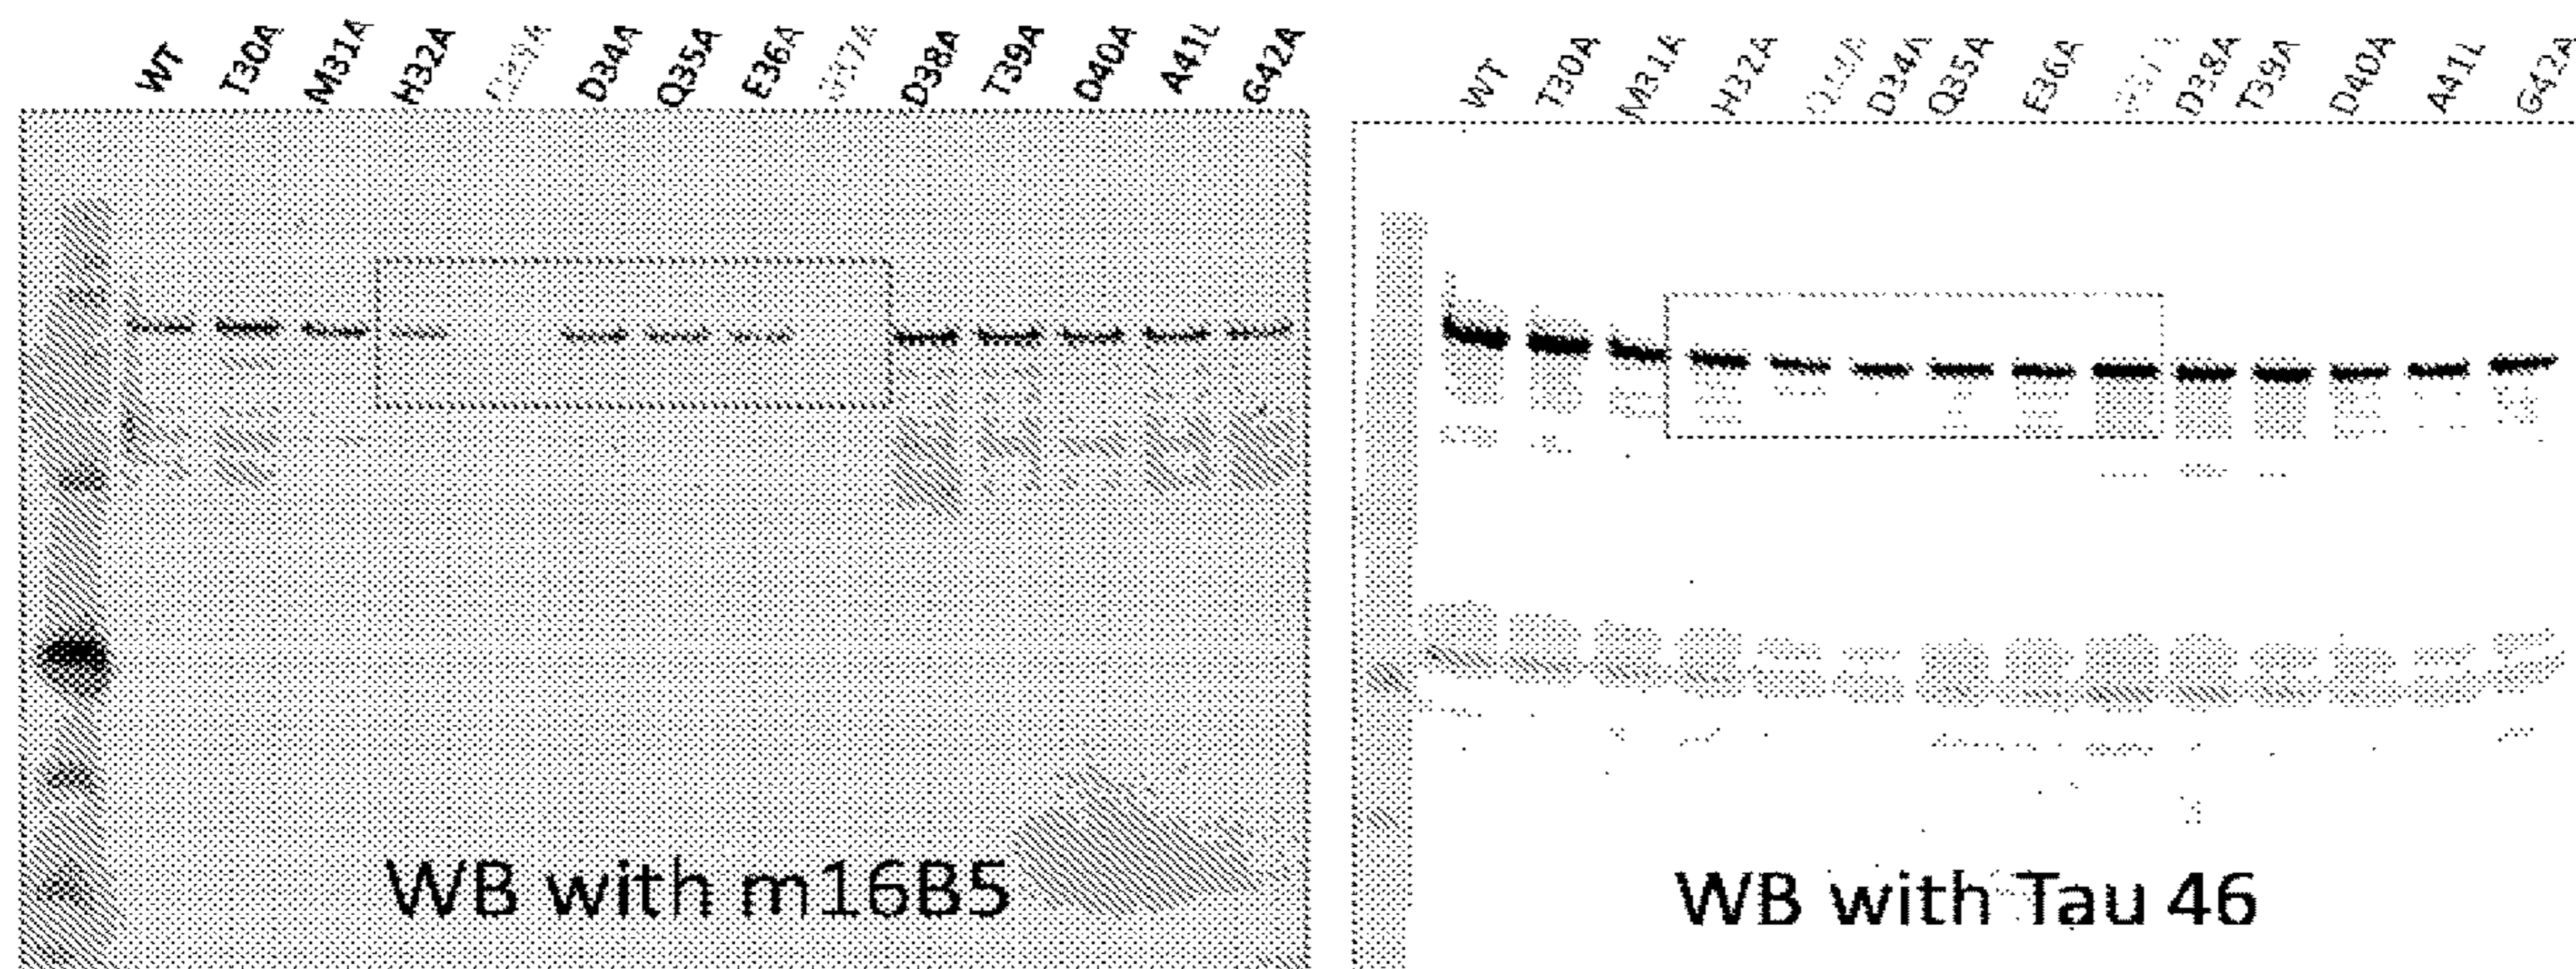 WT T30A M31A H32A D34A Q35A E36A D38A T39A D40A A41L G42A
WT T30A M31A H32A D34A Q35A E36A D38A T39A D40A A41L G42A
WB with m16B5
WB with Tau 46